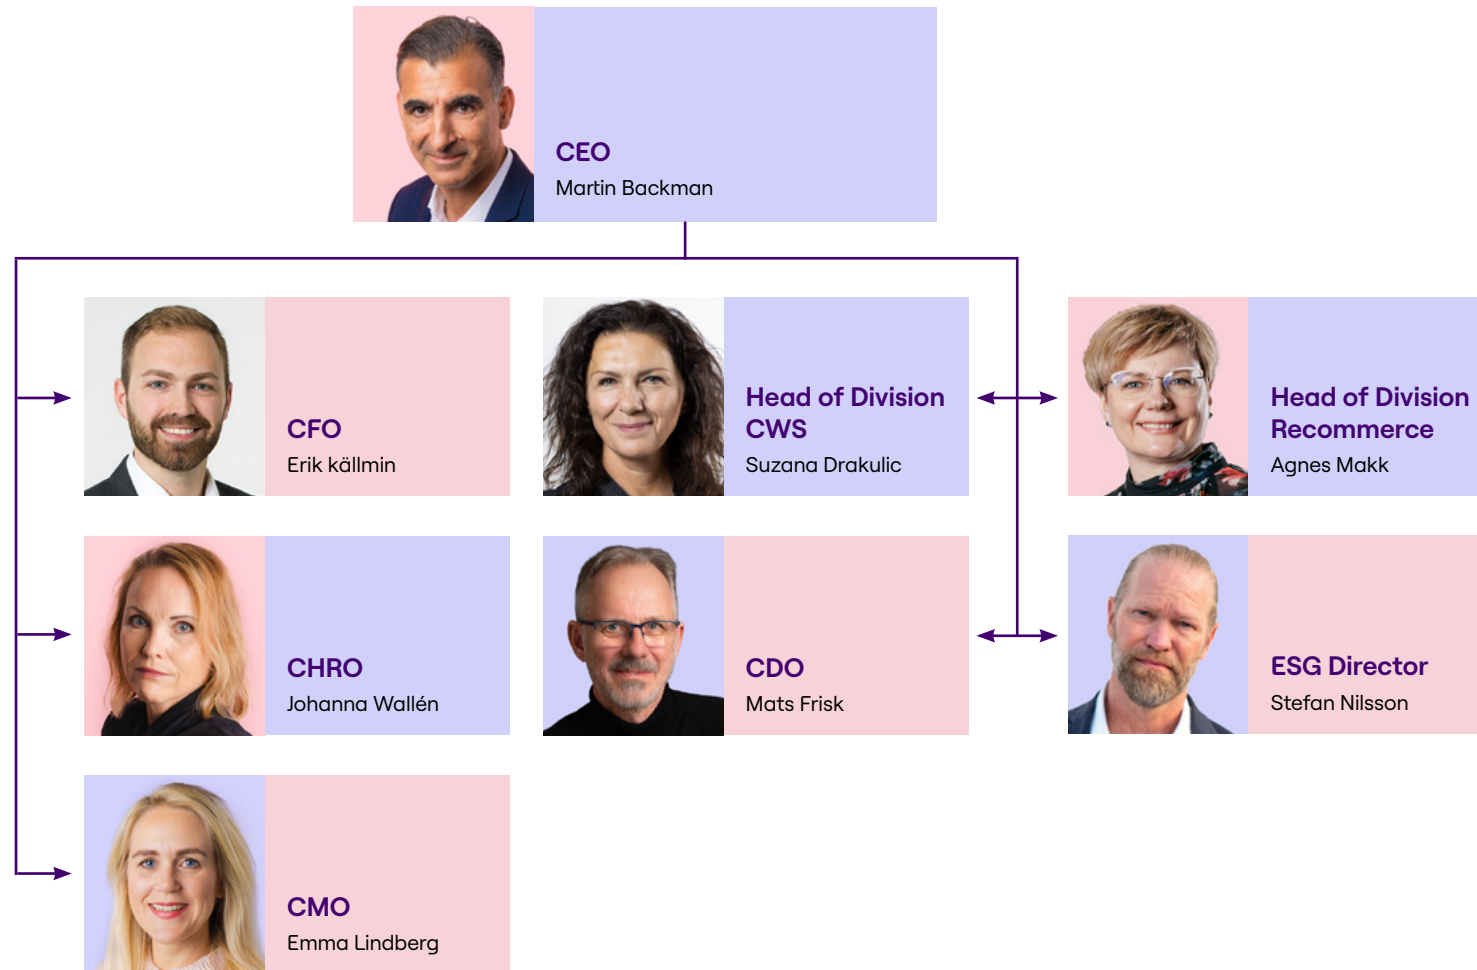 CEO
Martin Backman
CFO
Erik källmin
Head of Division
CWS
Suzana Drakulic
Head of Division
Recommerce
Agnes Makk
CHRO
Johanna Wallén
CDO
Mats Frisk
ESG Director
Stefan Nilsson
CMO
Emma Lindberg